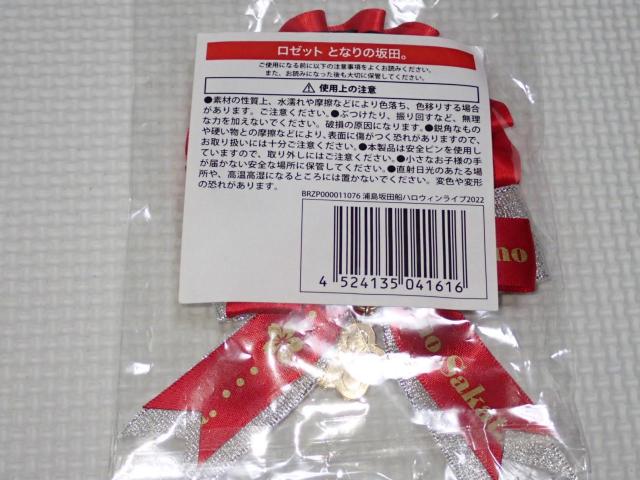 ロゼット となりの坂田。
ご使用になる前に以下の注意事項をよくお読みください。
また、お読みになった後も大切に保管してください。
使用上の注意
●素材の性質上、水濡れや摩擦などにより色落ち、色移りする場合
があります。ご注意ください。●ぶつけたり、振り回すなど、無理
な力を加えないでください。破損の原因になります。●鋭角なもの
や硬い物との摩擦などにより、表面に傷がつく恐れがありますので、
お取り扱いには十分ご注意ください。●本製品は安全ピンを使用し
ていますので、取り外しにはご注意ください。●小さなお子様の手
が届かない安全な場所に保管してください。●直射日光のあたる場
所や、高温高湿になるところには置かないでください。変色や変形
の恐れがあります。
BRZP000011076 浦島坂田船ハロウィンライブ2022
4 524135 041616
no
no Sakat